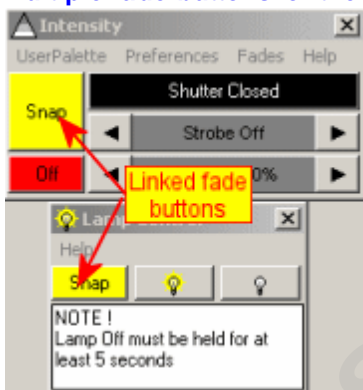 Intensity
UserPalette Preferences Fades Help
Snap
Shutter Closed
Strobe Off
Off
0%
Linked fade
buttons
Lamp
Help
Snap
NOTE !
Lamp Off must be held for at
least 5 seconds